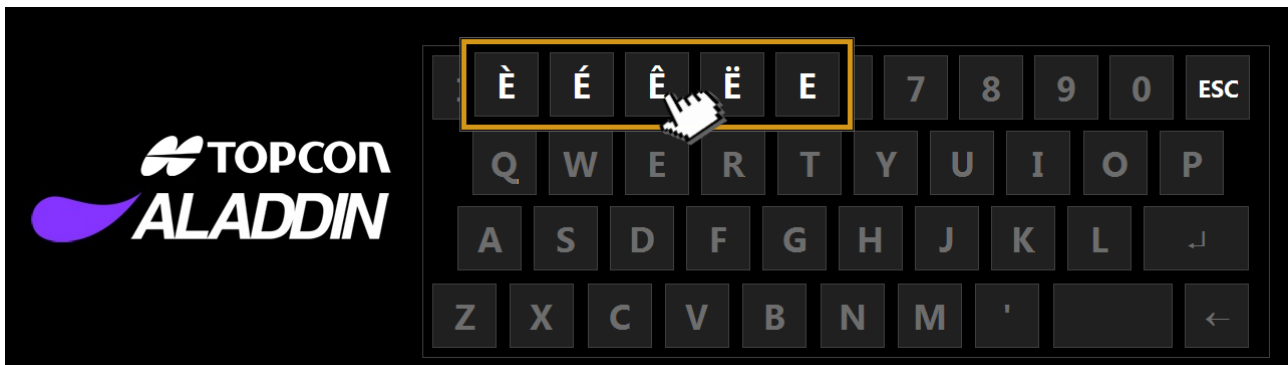 TOPCON
ALADDIN
È É Ê Ë E 7 8 9 0 ESC
Q W E R T Y U I O P
A S D F G H J K L ↵
Z X C V B N M ' ←